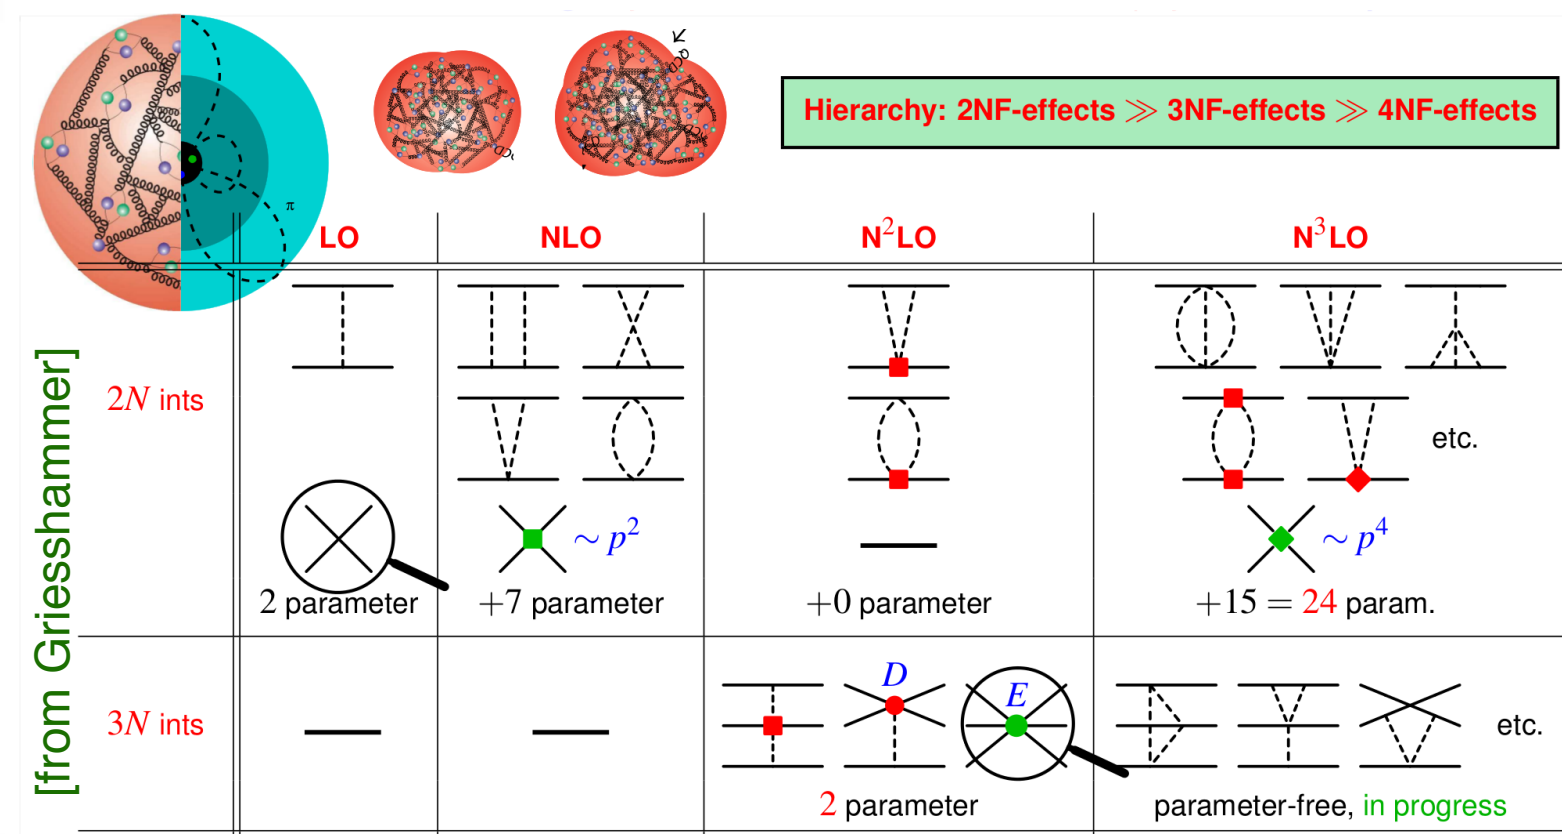 QCD
Hierarchy: 2NF-effects ≫ 3NF-effects ≫ 4NF-effects
π
LO NLO N²LO N³LO
[from Griesshammer]
2N ints
etc.
∼ p² ∼ p⁴
2 parameter +7 parameter +0 parameter +15 = 24 param.
D
E
3N ints
etc.
2 parameter parameter-free, in progress